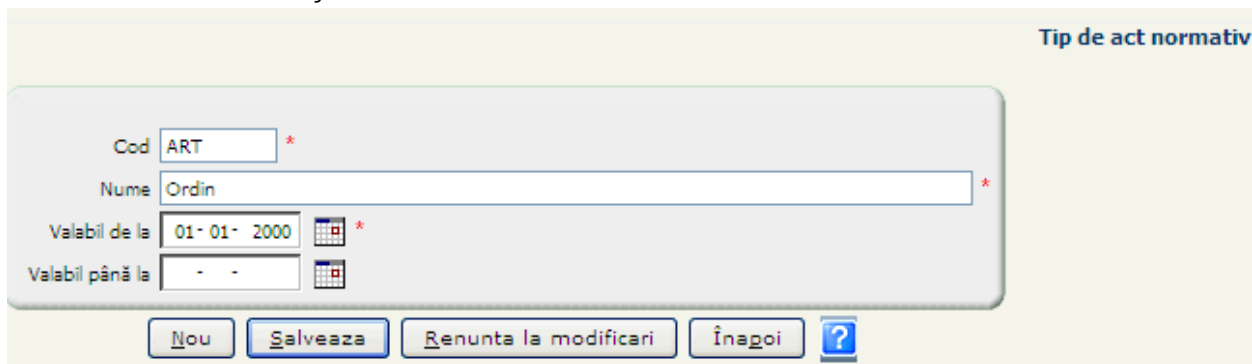 Tip de act normativ
Cod ART *
Nume Ordin *
Valabil de la 01- 01- 2000 *
Valabil până la - -
Nou Salveaza Renunta la modificari Înapoi ?